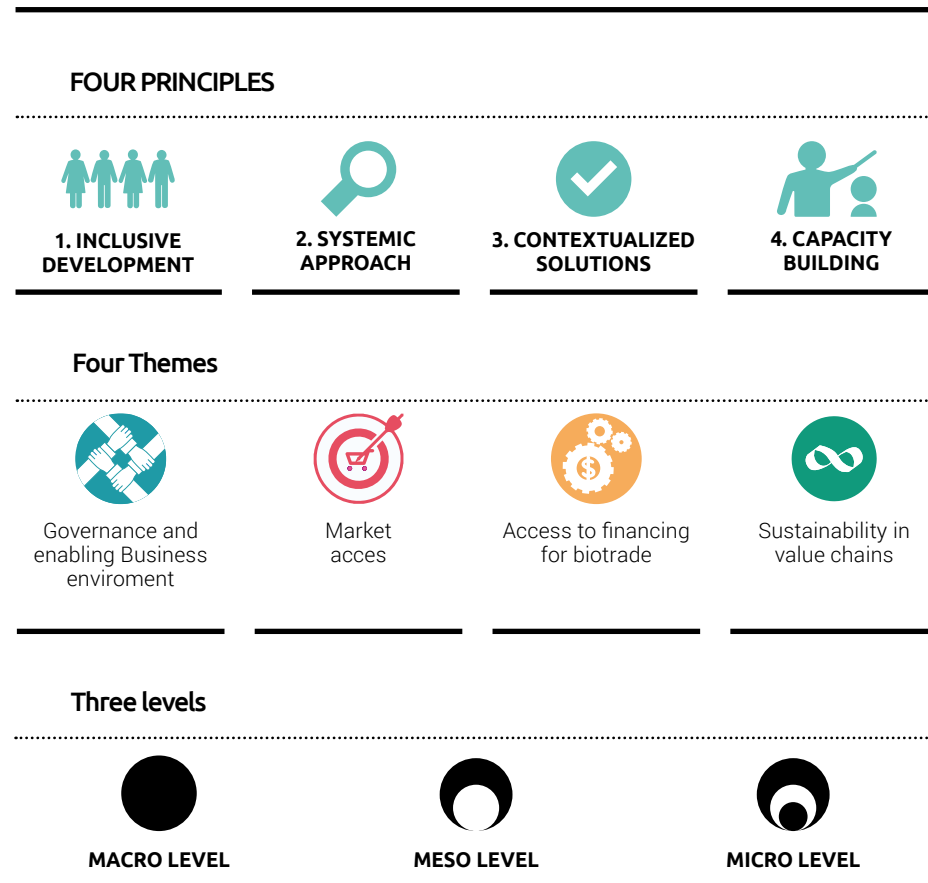 FOUR PRINCIPLES
1. INCLUSIVE
DEVELOPMENT
2. SYSTEMIC
APPROACH
3. CONTEXTUALIZED
SOLUTIONS
4. CAPACITY
BUILDING
Four Themes
$
Governance and
enabling Business
enviroment
Market
acces
Access to financing
for biotrade
Sustainability in
value chains
Three levels
MACRO LEVEL
MESO LEVEL
MICRO LEVEL